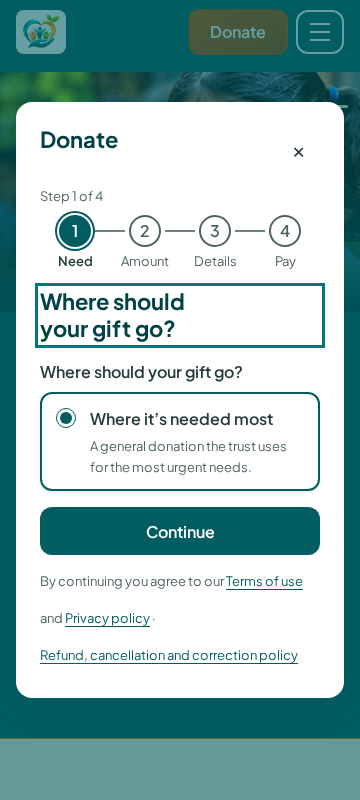 Donate
Donate
×
Step 1 of 4
1 2 3 4
Need Amount Details Pay
Where should
your gift go?
Where should your gift go?
Where it’s needed most
A general donation the trust uses
for the most urgent needs.
Continue
By continuing you agree to our Terms of use
and Privacy policy ·
Refund, cancellation and correction policy